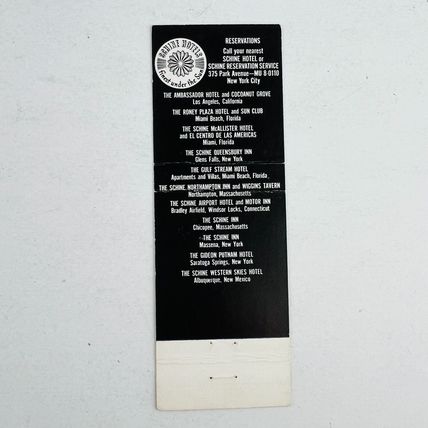 SCHINE HOTELS
Finest under the Sun
RESERVATIONS
Call your nearest
SCHINE HOTEL or
SCHINE RESERVATION SERVICE
375 Park Avenue—MU 8-0110
New York City
THE AMBASSADOR HOTEL and COCOANUT GROVE
Los Angeles, California
THE RONEY PLAZA HOTEL and SUN CLUB
Miami Beach, Florida
THE SCHINE McALLISTER HOTEL
and EL CENTRO DE LAS AMERICAS
Miami, Florida
THE SCHINE QUEENSBURY INN
Glens Falls, New York
THE GULF STREAM HOTEL
Apartments and Villas, Miami Beach, Florida
THE SCHINE NORTHAMPTON INN and WIGGINS TAVERN
Northampton, Massachusetts
THE SCHINE AIRPORT HOTEL and MOTOR INN
Bradley Airfield, Windsor Locks, Connecticut
THE SCHINE INN
Chicopee, Massachusetts
THE SCHINE INN
Massena, New York
THE GIDEON PUTNAM HOTEL
Saratoga Springs, New York
THE SCHINE WESTERN SKIES HOTEL
Albuquerque, New Mexico